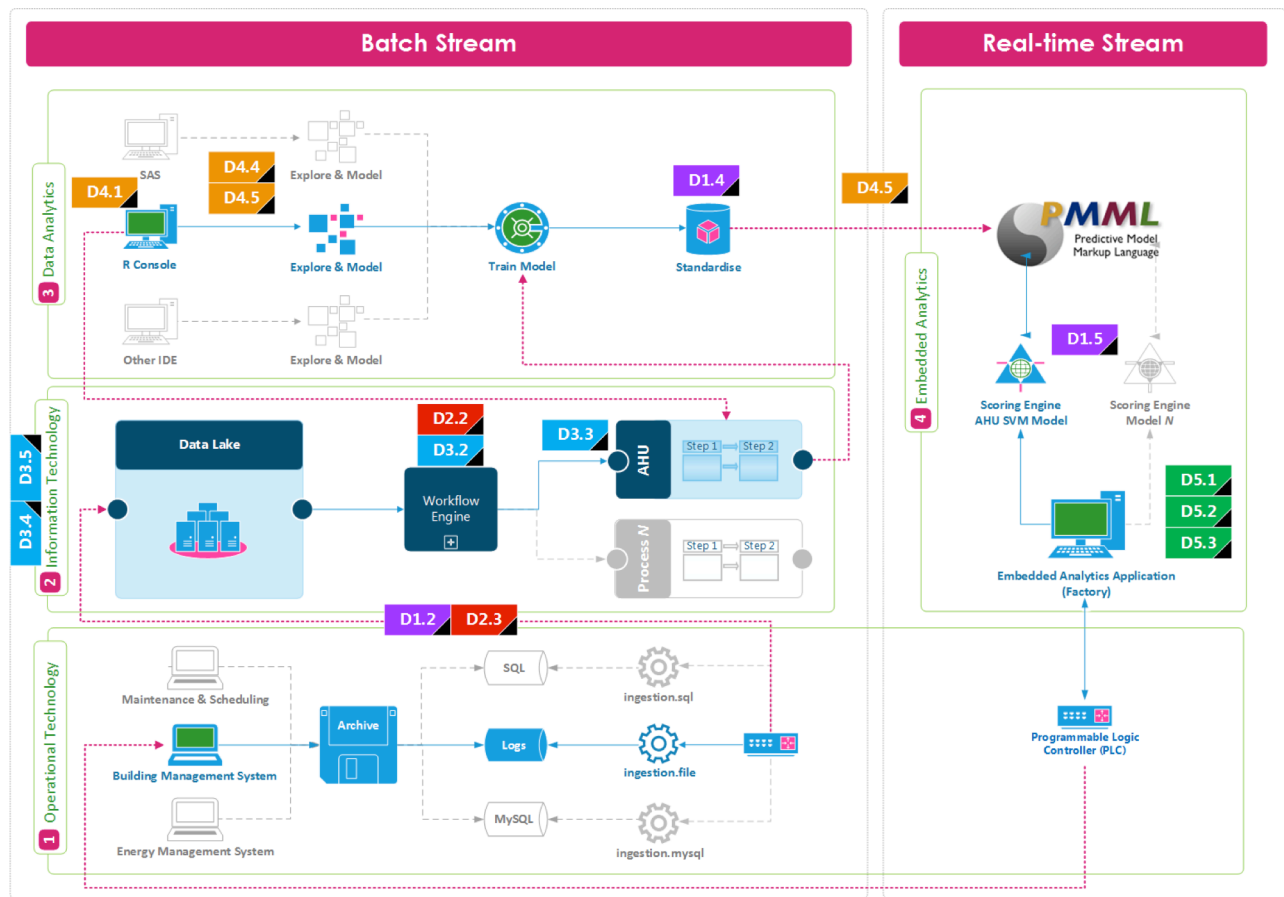 Batch Stream
Real-time Stream
3 Data Analytics
SAS
Explore & Model
D4.1
D4.4
D4.5
R Console
Explore & Model
Train Model
D1.4
Standardise
Other IDE
Explore & Model
D4.5
PMML
Predictive Model
Markup Language
4 Embedded Analytics
D1.5
Scoring Engine
AHU SVM Model
Scoring Engine
Model N
D5.1
D5.2
D5.3
Embedded Analytics Application
(Factory)
2 Information Technology
D3.5
D3.4
Data Lake
D2.2
D3.2
Workflow
Engine
D3.3
AHU
Step 1
Step 2
Process N
Step 1
Step 2
D1.2
D2.3
1 Operational Technology
Maintenance & Scheduling
Building Management System
Energy Management System
Archive
SQL
Logs
MySQL
ingestion.sql
ingestion.file
ingestion.mysql
Programmable Logic
Controller (PLC)